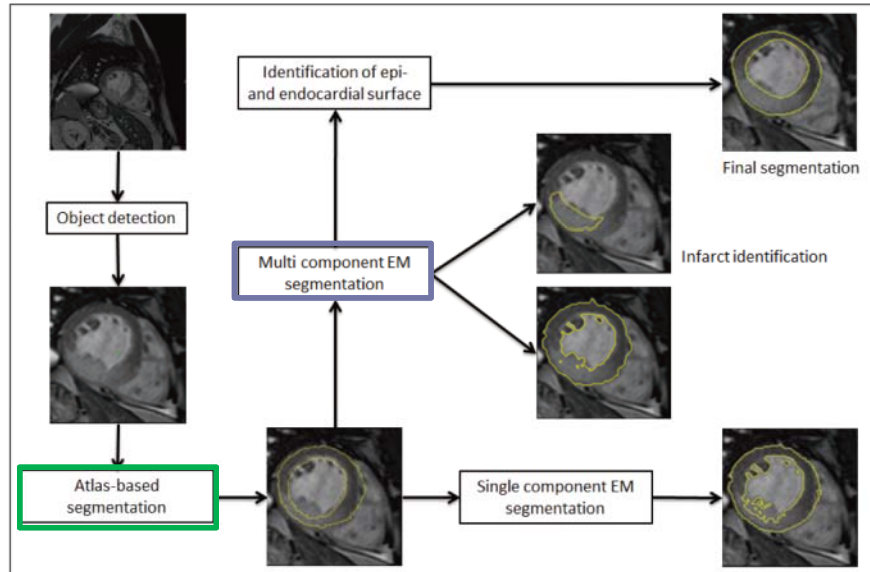 Identification of epi-
and endocardial surface
Final segmentation
Object detection
Multi component EM
segmentation
Infarct identification
Atlas-based
segmentation
Single component EM
segmentation